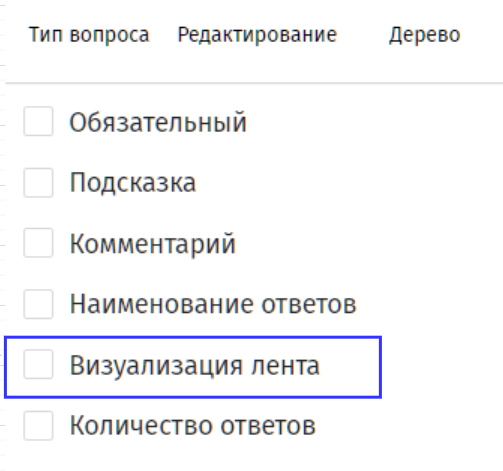 Тип вопроса Редактирование Дерево
Обязательный
Подсказка
Комментарий
Наименование ответов
Визуализация лента
Количество ответов